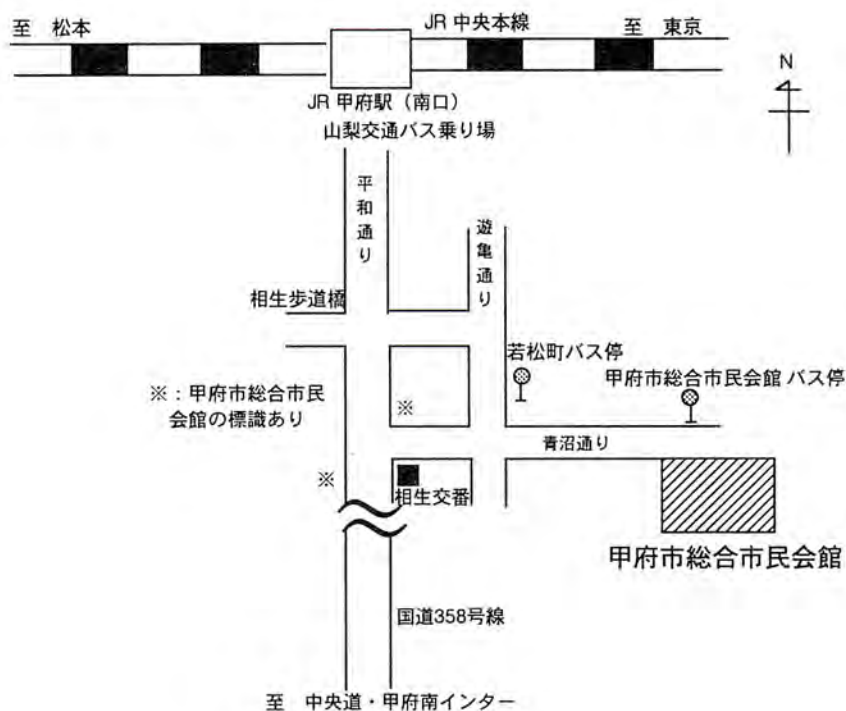 至　松本
JR 中央本線
至　東京
N
JR 甲府駅（南口）
山梨交通バス乗り場
平和通り
遊亀通り
相生歩道橋
若松町バス停
甲府市総合市民会館 バス停
※：甲府市総合市民
会館の標識あり
※
青沼通り
※
相生交番
甲府市総合市民会館
国道358号線
至　中央道・甲府南インター